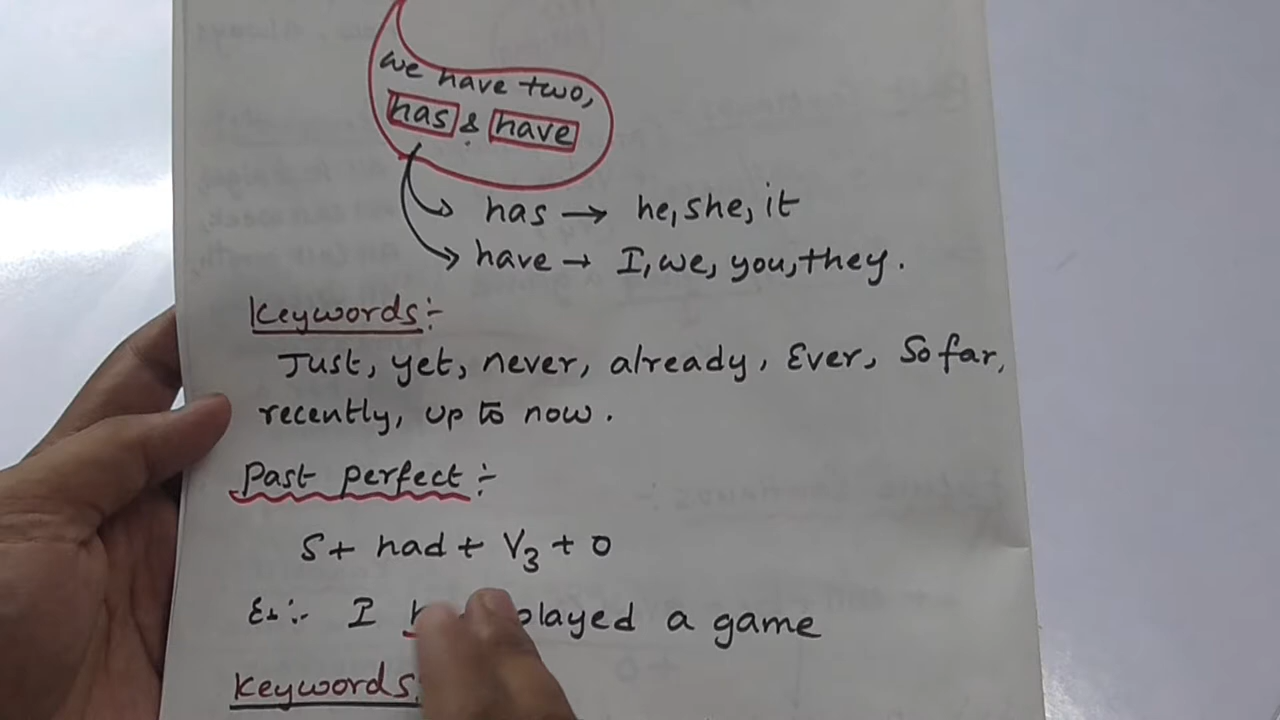 we have two,
has & have
has → he, she, it
have → I, we, you, they.
Keywords:-
Just, yet, never, already, Ever, So far,
recently, up to now.
Past perfect:-
S+ had + V3 + O
Ex:- I played a game
Keywords: